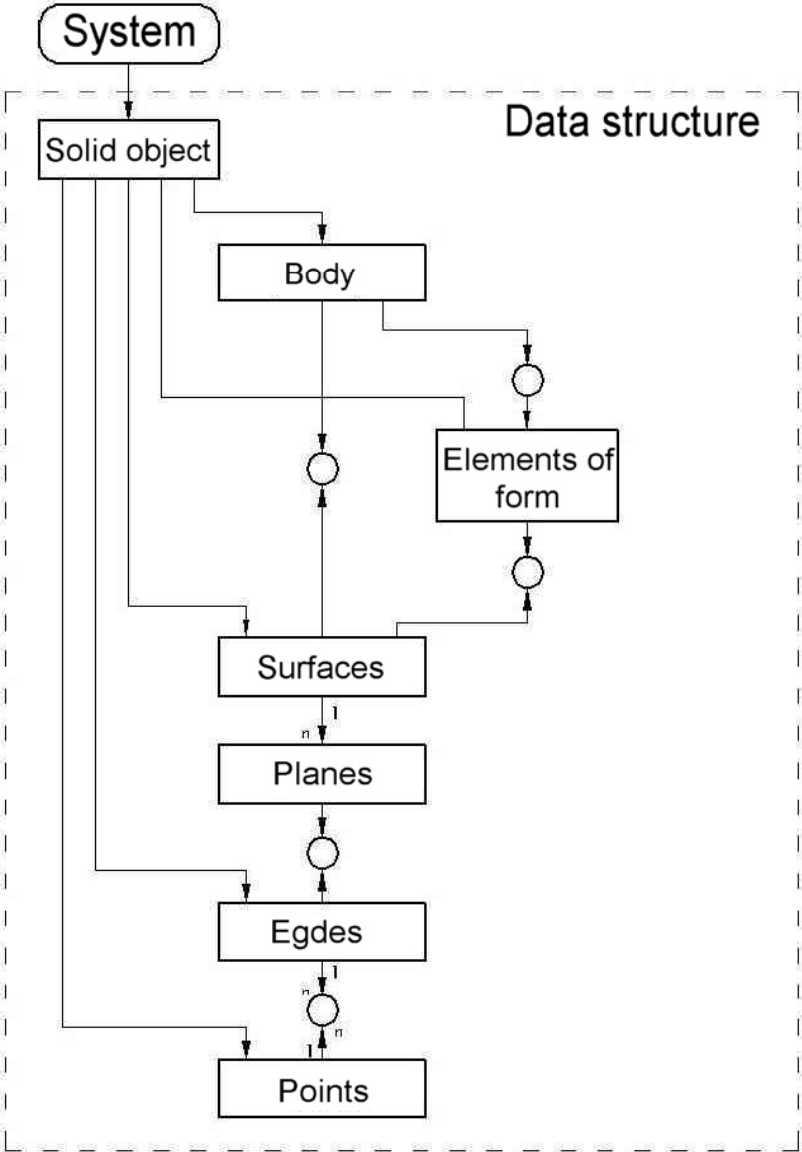 System
Data structure
Solid object
Body
Elements of
form
Surfaces
1
n
Planes
Egdes
1
n
n
1
Points